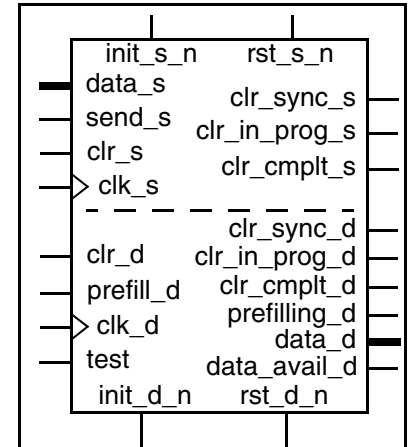 init_s_n rst_s_n
data_s
clr_sync_s
send_s
clr_in_prog_s
clr_s
clr_cmplt_s
clk_s
clr_sync_d
clr_d
clr_in_prog_d
prefill_d
clr_cmplt_d
prefilling_d
clk_d
data_d
test
data_avail_d
init_d_n rst_d_n